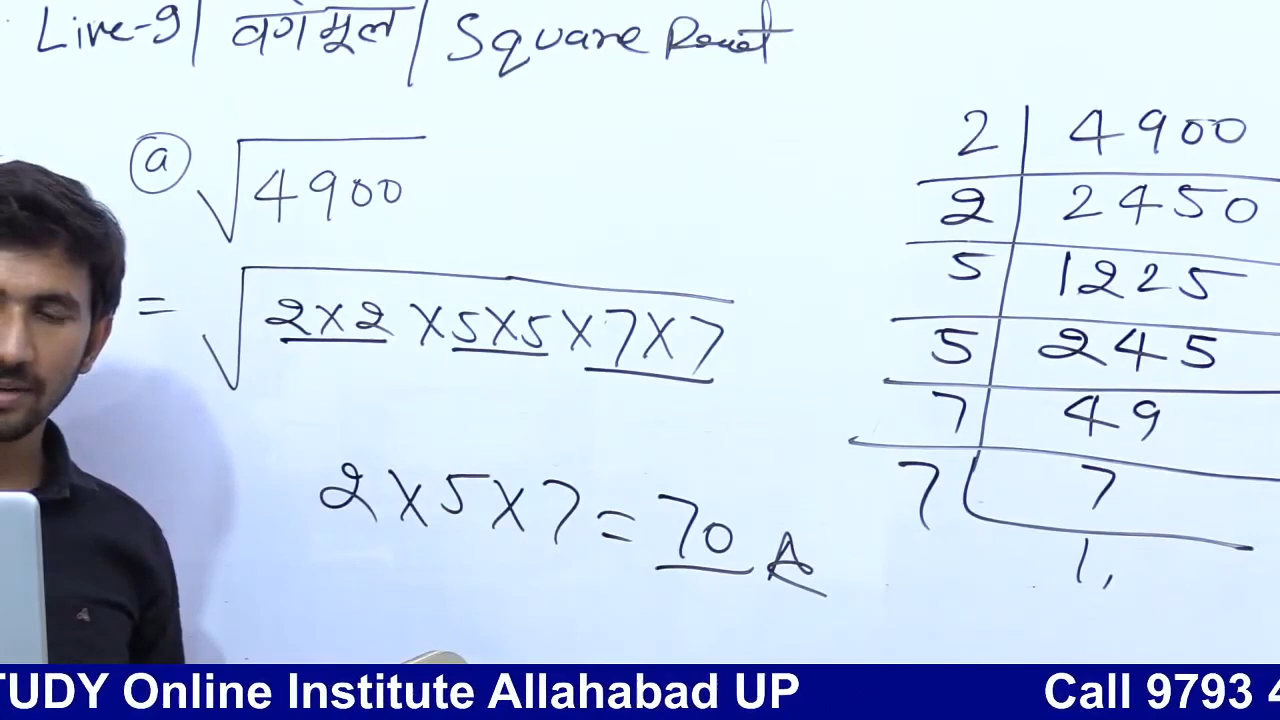 Live-9| वर्गमूल | Square Root
ⓐ √4900
= √2×2×5×5×7×7
2×5×7=70 A
2 | 4900
2 | 2450
5 | 1225
5 | 245
7 | 49
7 | 7
1,
TUDY Online Institute Allahabad UP Call 9793 4